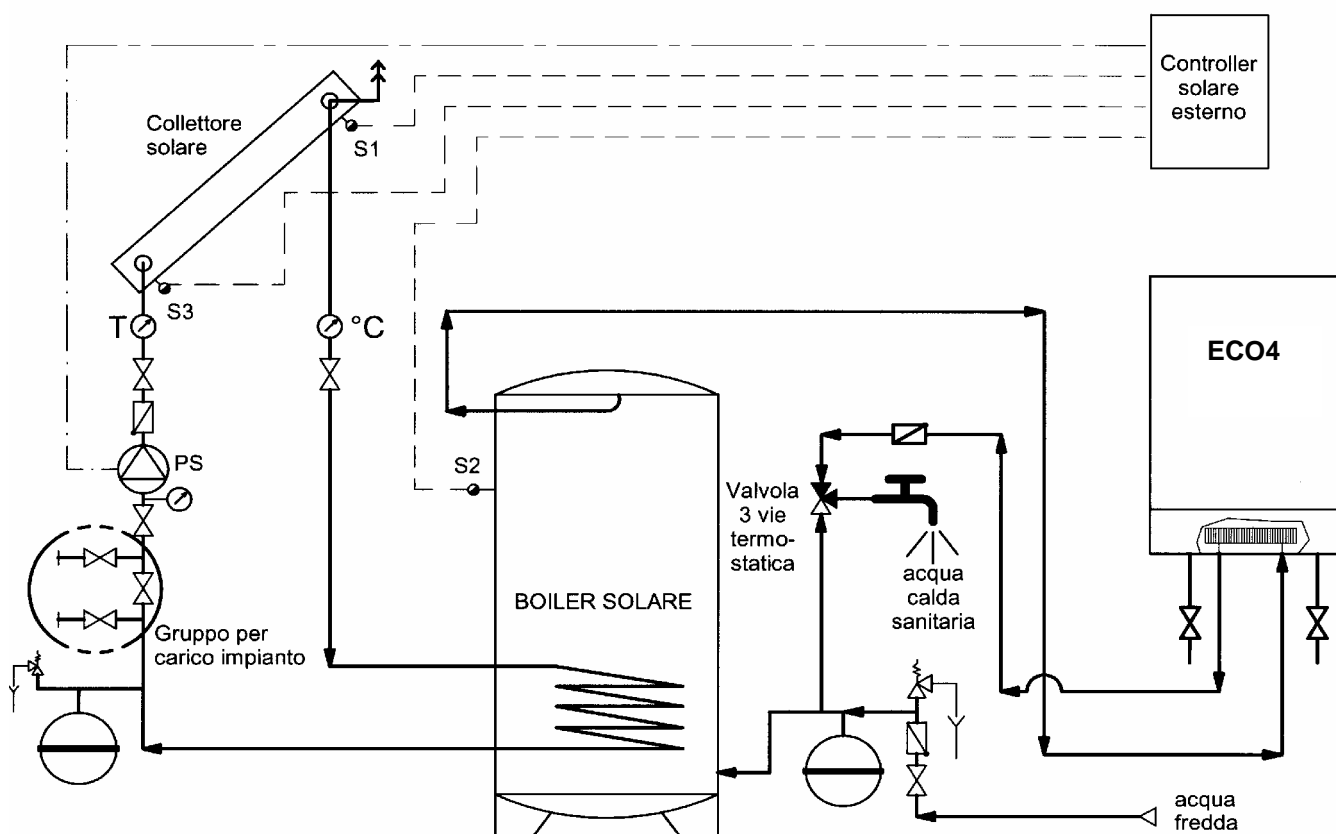 Controller
solare
esterno
Collettore
solare
S1
S3
T
°C
ECO4
PS
S2
Valvola
3 vie
termo-
statica
acqua
calda
sanitaria
BOILER SOLARE
Gruppo per
carico impianto
acqua
fredda